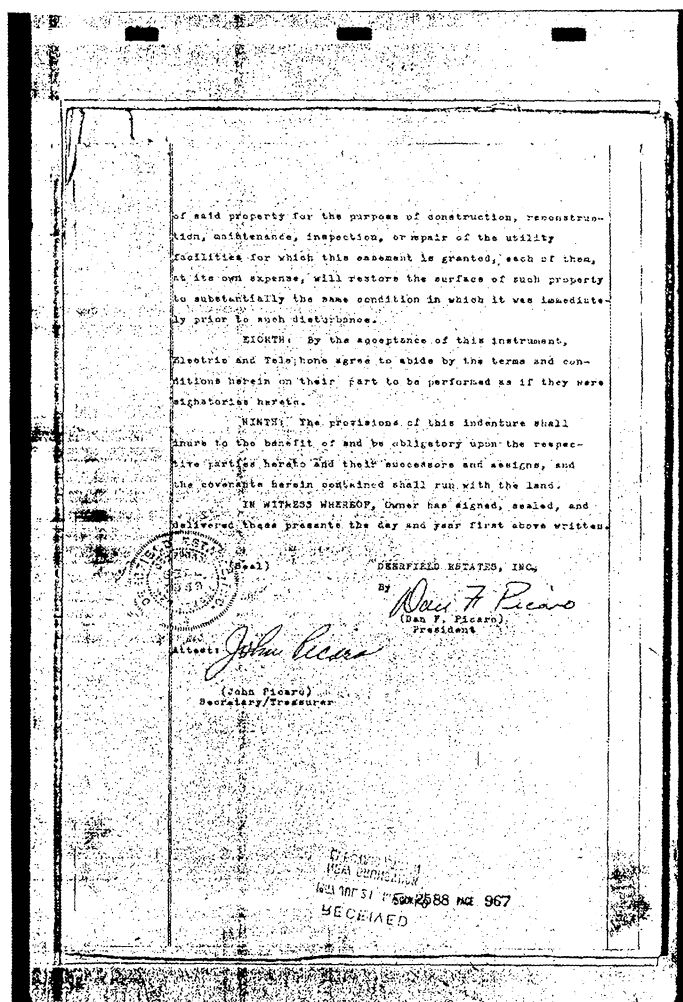 of said property for the purpose of construction, reconstruc-
tion, maintenance, inspection, or repair of the utility
facilities for which this easement is granted, each of them,
at its own expense, will restore the surface of such property
to substantially the same condition in which it was immediate-
ly prior to such disturbance.
EIGHTH: By the acceptance of this instrument,
Electric and Telephone agree to abide by the terms and con-
ditions herein on their part to be performed as if they were
signatories hereto.
NINTH: The provisions of this indenture shall
inure to the benefit of and be obligatory upon the respec-
tive parties hereto and their successors and assigns, and
the covenants herein contained shall run with the land.
IN WITNESS WHEREOF, Owner has signed, sealed, and
delivered these presents the day and year first above written.
(Seal) DEERFIELD ESTATES, INC.
By Dan F. Picaro
(Dan F. Picaro)
President
DEERFIELD ESTATES
Attest: John Picaro
(John Picaro)
Secretary/Treasurer
BOOK 2588 PAGE 967
RECEIVED